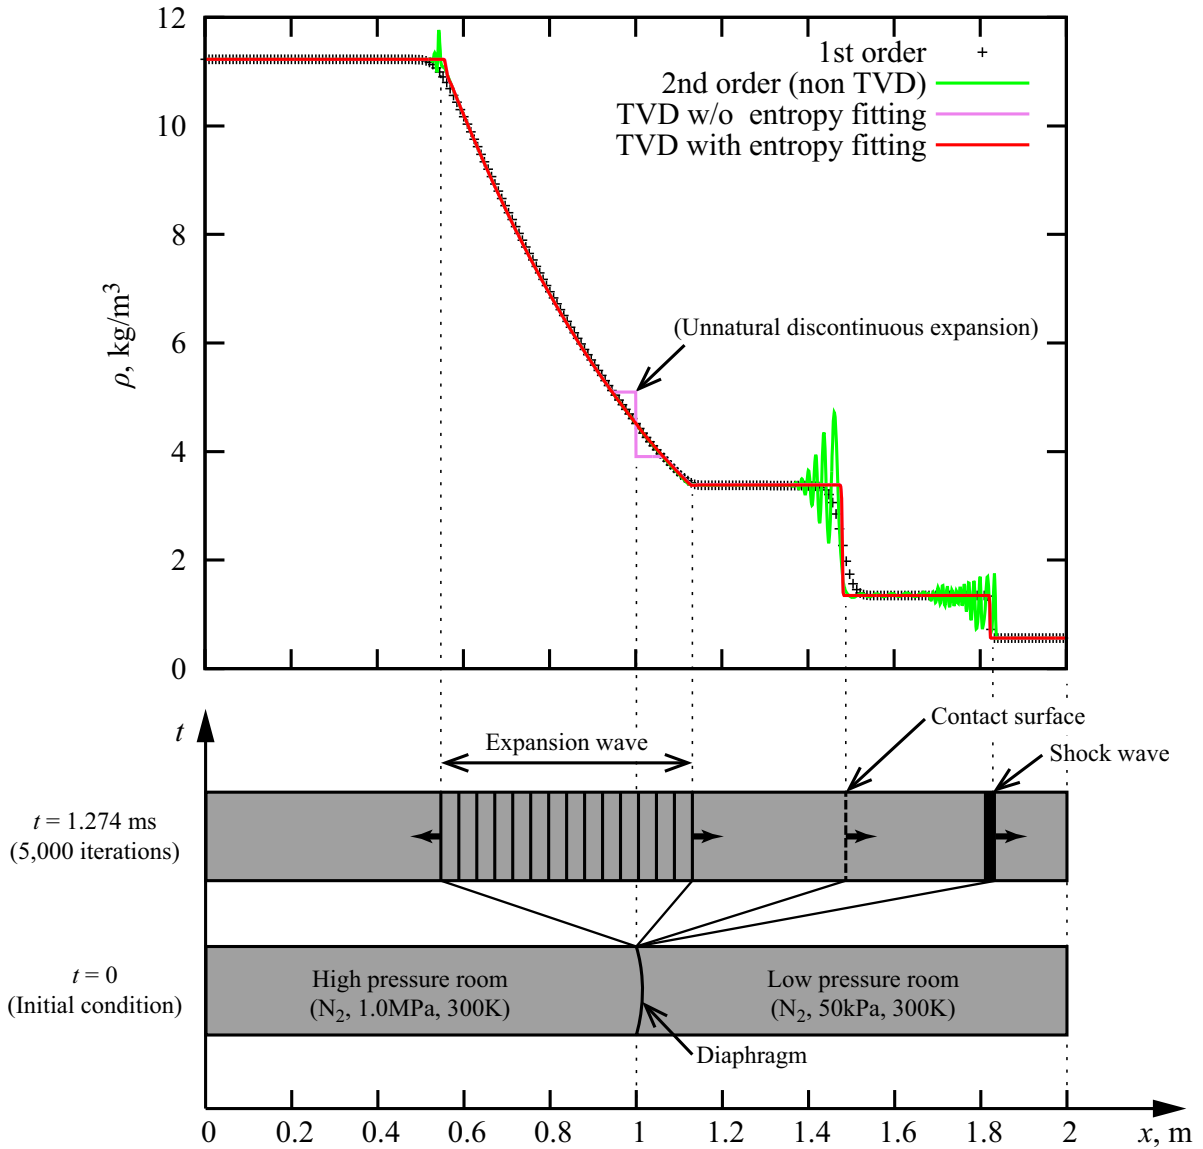 12
10
8
6
4
2
0
ρ, kg/m³
1st order
2nd order (non TVD)
TVD w/o entropy fitting
TVD with entropy fitting
(Unnatural discontinuous expansion)
t
Expansion wave
Contact surface
Shock wave
t = 1.274 ms
(5,000 iterations)
t = 0
(Initial condition)
High pressure room
(N₂, 1.0MPa, 300K)
Low pressure room
(N₂, 50kPa, 300K)
Diaphragm
0 0.2 0.4 0.6 0.8 1 1.2 1.4 1.6 1.8 2 x, m